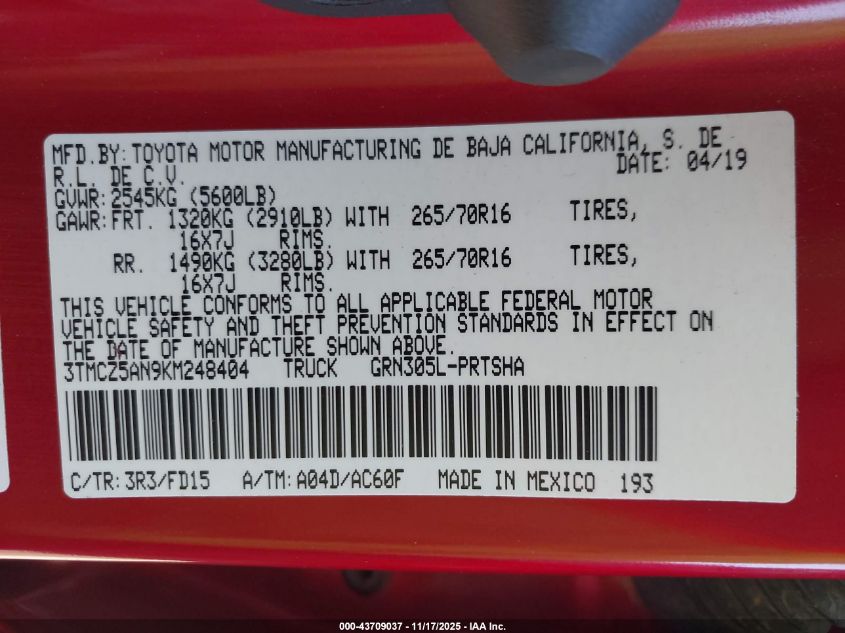 MFD.BY: TOYOTA MOTOR MANUFACTURING DE BAJA CALIFORNIA, S. DE
R.L. DE C.V. DATE: 04/19
GVWR: 2545KG (5600LB)
GAWR: FRT. 1320KG (2910LB) WITH 265/70R16 TIRES,
16X7J RIMS.
RR. 1490KG (3280LB) WITH 265/70R16 TIRES,
16X7J RIMS.
THIS VEHICLE CONFORMS TO ALL APPLICABLE FEDERAL MOTOR
VEHICLE SAFETY AND THEFT PREVENTION STANDARDS IN EFFECT ON
THE DATE OF MANUFACTURE SHOWN ABOVE.
3TMCZ5AN9KM248404 TRUCK GRN305L-PRTSHA
C/TR: 3R3/FD15 A/TM: A04D/AC60F MADE IN MEXICO 193
000-43709037 - 11/17/2025 - IAA Inc.